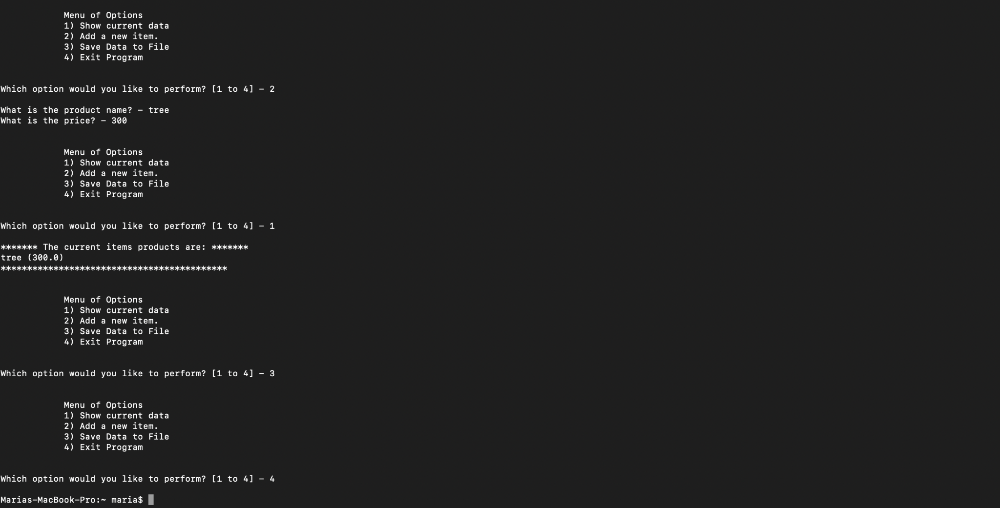 Menu of Options
1) Show current data
2) Add a new item.
3) Save Data to File
4) Exit Program
Which option would you like to perform? [1 to 4] - 2
What is the product name? - tree
What is the price? - 300
Menu of Options
1) Show current data
2) Add a new item.
3) Save Data to File
4) Exit Program
Which option would you like to perform? [1 to 4] - 1
******* The current items products are: *******
tree (300.0)
*******************************************
Menu of Options
1) Show current data
2) Add a new item.
3) Save Data to File
4) Exit Program
Which option would you like to perform? [1 to 4] - 3
Menu of Options
1) Show current data
2) Add a new item.
3) Save Data to File
4) Exit Program
Which option would you like to perform? [1 to 4] - 4
Marias-MacBook-Pro:~ maria$